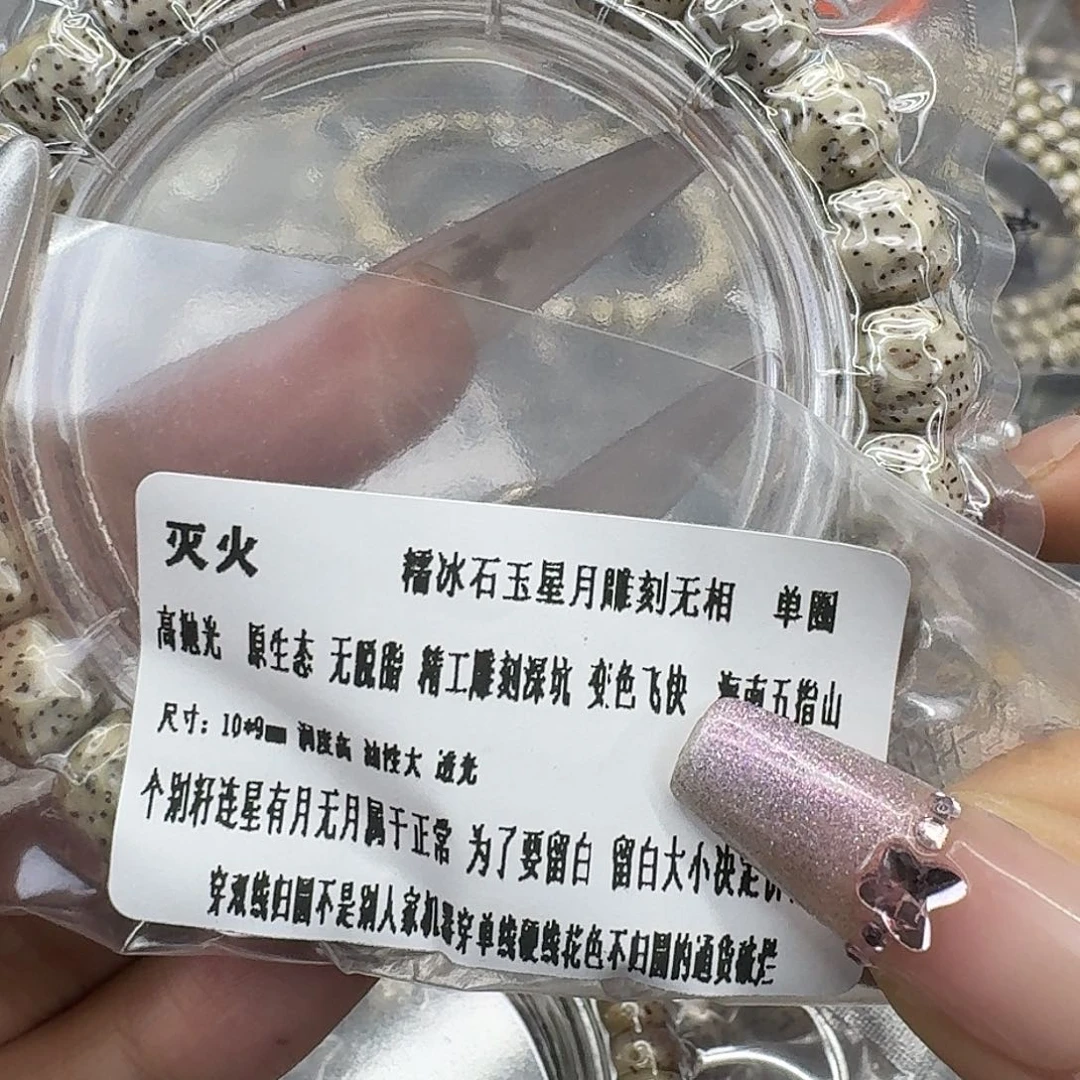 灭火
糯冰石玉星月雕刻无相 单圈
高抛光 原生态 无脱脂 精工雕刻深坑 变色飞快 海南五指山
尺寸：10*9mm 润度高 油性大 透光
个别籽连星有月无月属于正常 为了要留白 留白大小决定
穿双线归圆不是别人家机器穿单线硬线花色不归圆的通货破烂